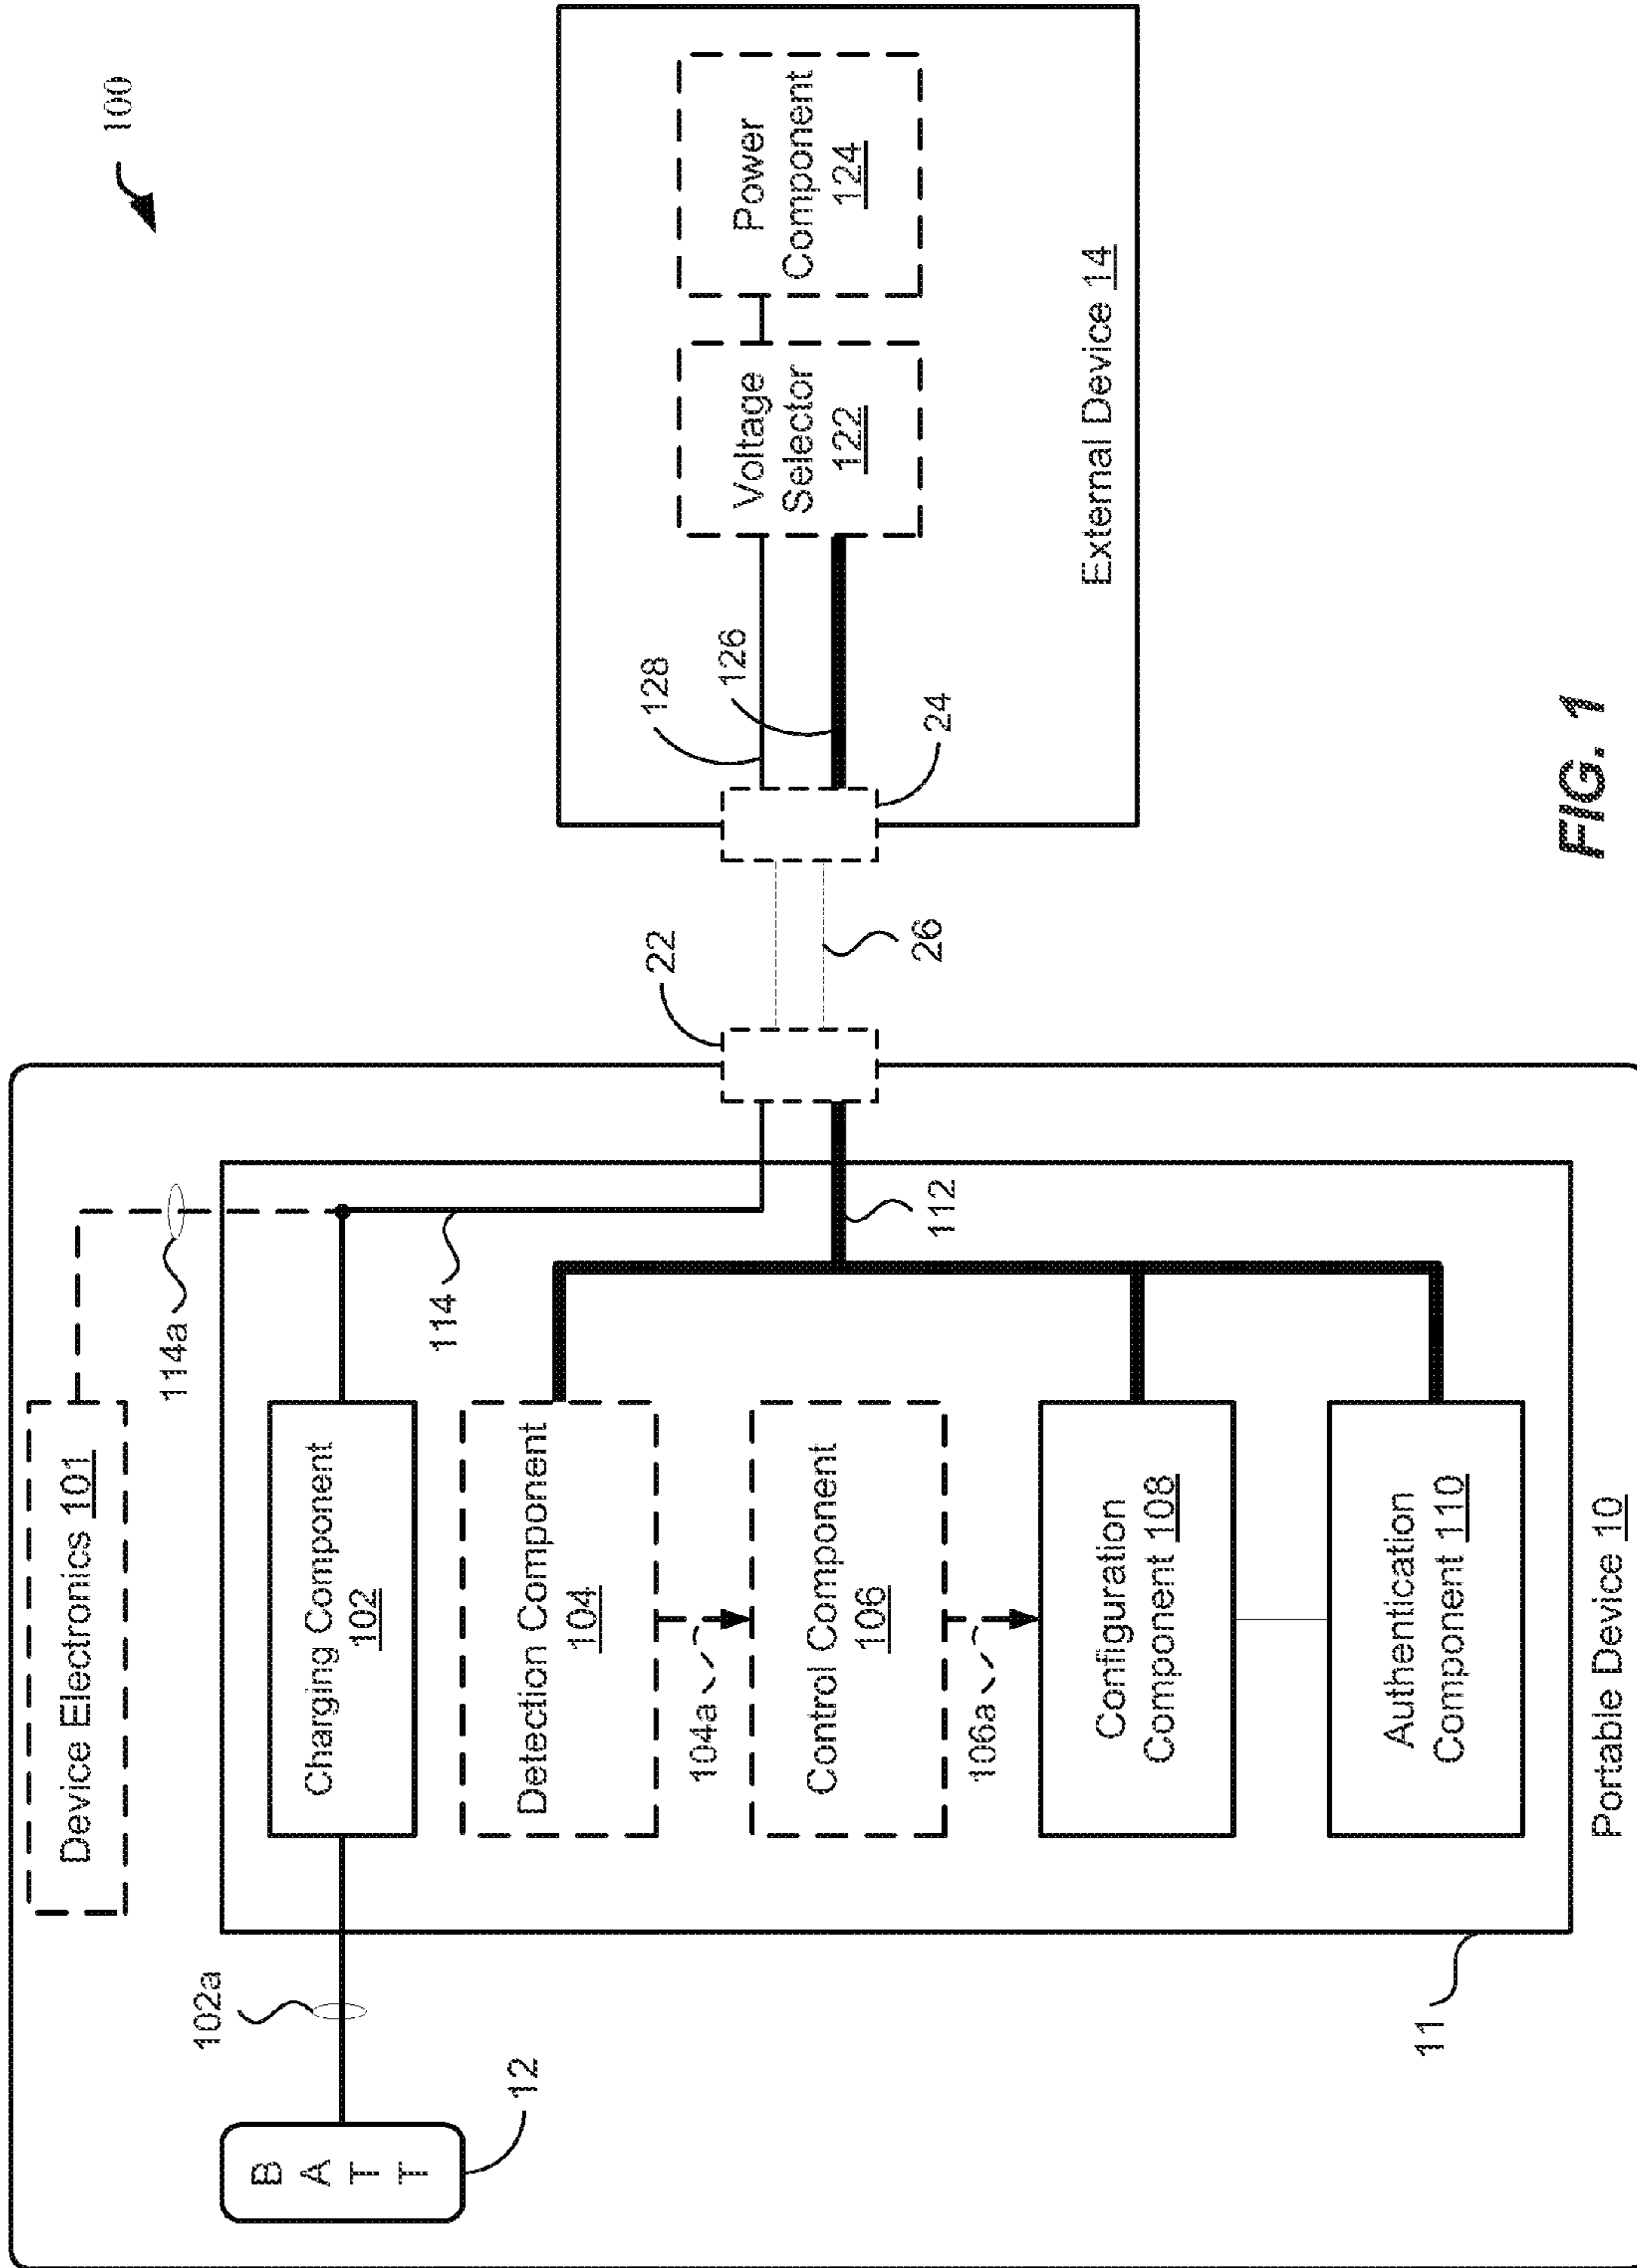 100
Device Electronics 101
114a
102a
B
A
T
T
12
Charging Component
102
114
Detection Component
104
104a
Control Component
106
106a
Configuration
Component 108
Authentication
Component 110
112
11
Portable Device 10
22
26
24
128
126
Voltage
Selector
122
Power
Component
124
External Device 14
FIG. 1